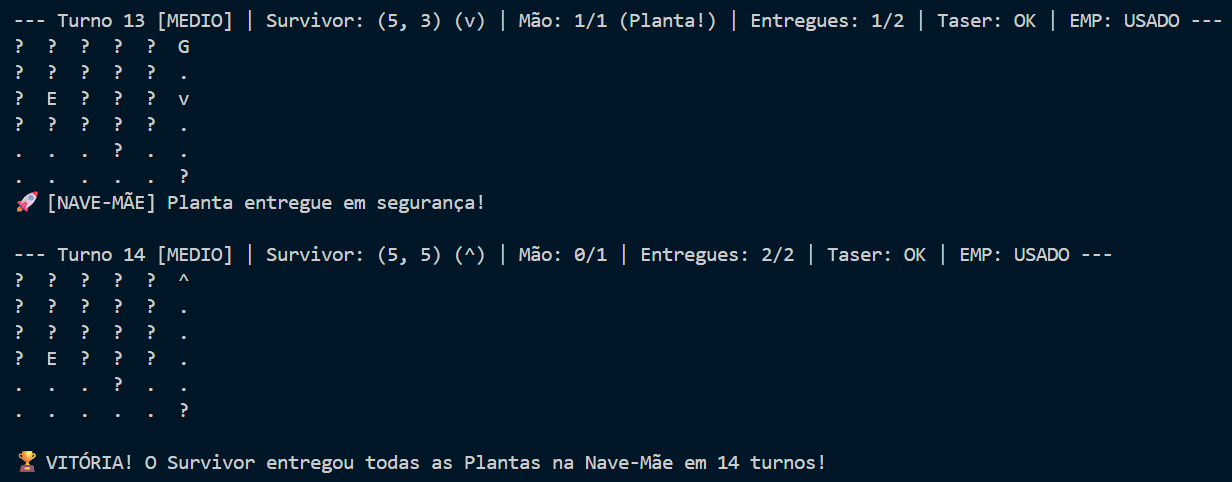 --- Turno 13 [MEDIO] | Survivor: (5, 3) (v) | Mão: 1/1 (Planta!) | Entregues: 1/2 | Taser: OK | EMP: USADO ---
? ? ? ? ? G
? ? ? ? ? .
? E ? ? ? v
? ? ? ? ? .
. . . ? . .
. . . . . ?
🚀 [NAVE-MÃE] Planta entregue em segurança!
--- Turno 14 [MEDIO] | Survivor: (5, 5) (^) | Mão: 0/1 | Entregues: 2/2 | Taser: OK | EMP: USADO ---
? ? ? ? ? ^
? ? ? ? ? .
? ? ? ? ? .
? E ? ? ? .
. . . ? . .
. . . . . ?
🏆 VITÓRIA! O Survivor entregou todas as Plantas na Nave-Mãe em 14 turnos!